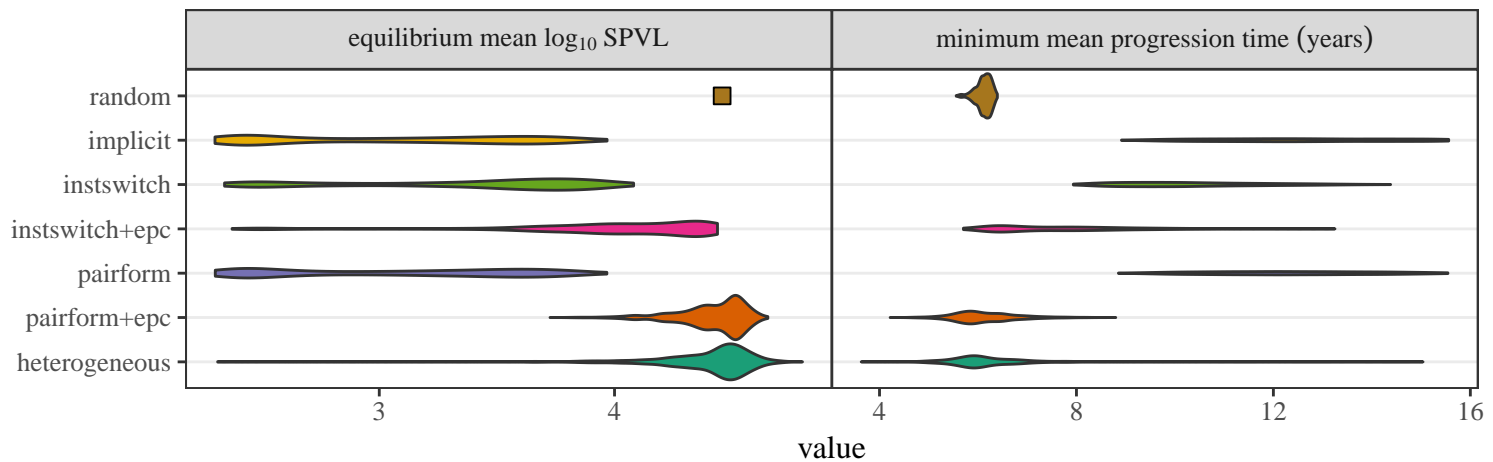 equilibrium mean log₁₀ SPVL
minimum mean progression time (years)
random
implicit
instswitch
instswitch+epc
pairform
pairform+epc
heterogeneous
3
4
4
8
12
16
value